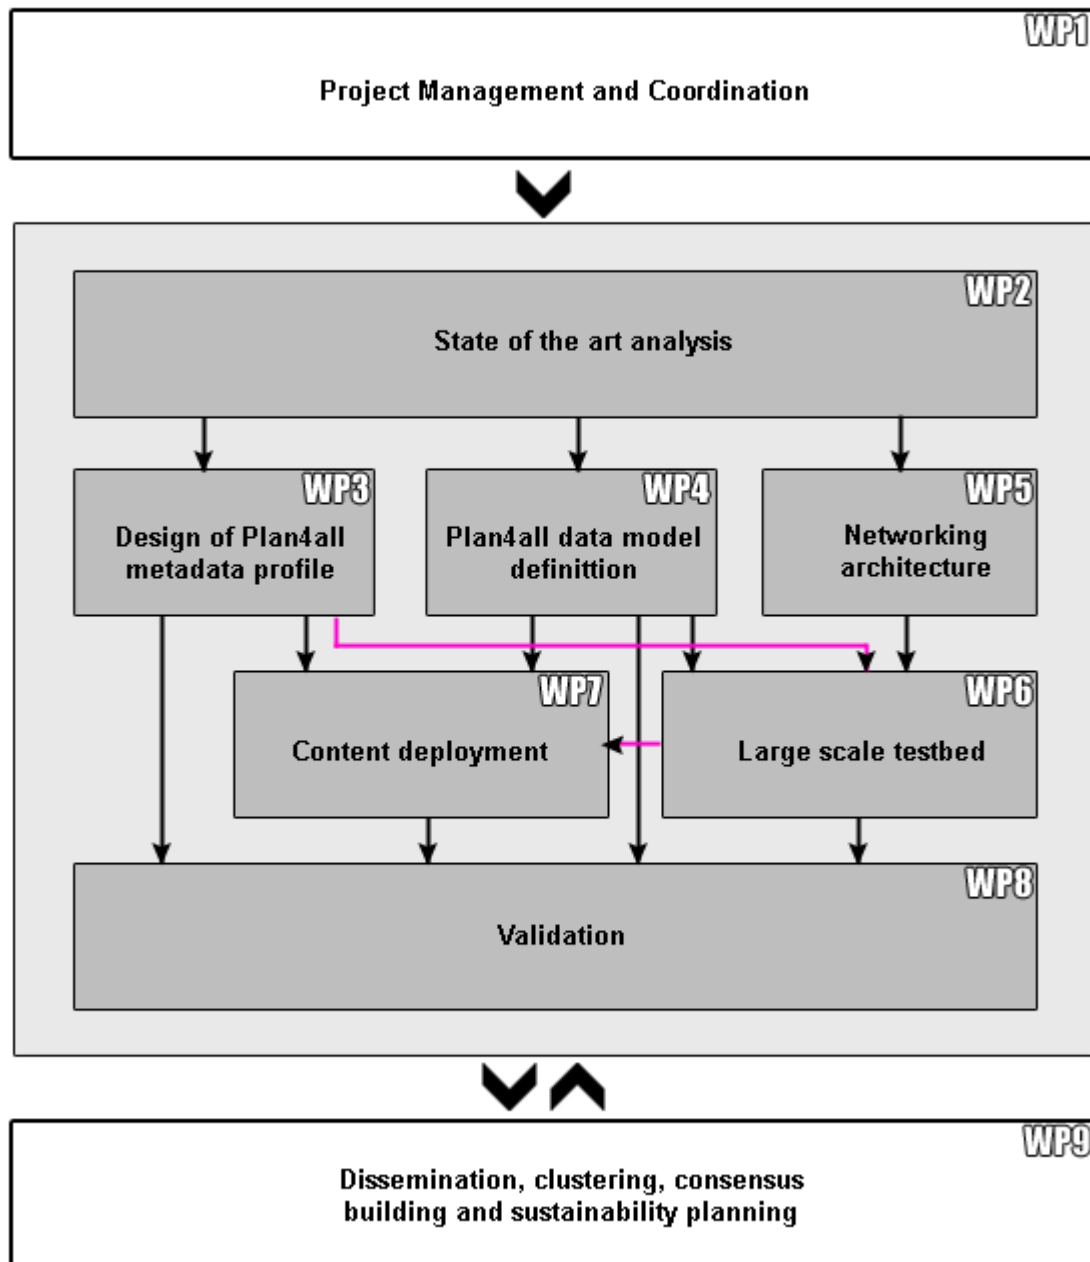 WP1
Project Management and Coordination
WP2
State of the art analysis
WP3
Design of Plan4all
metadata profile
WP4
Plan4all data model
definittion
WP5
Networking
architecture
WP7
Content deployment
WP6
Large scale testbed
WP8
Validation
WP9
Dissemination, clustering, consensus
building and sustainability planning